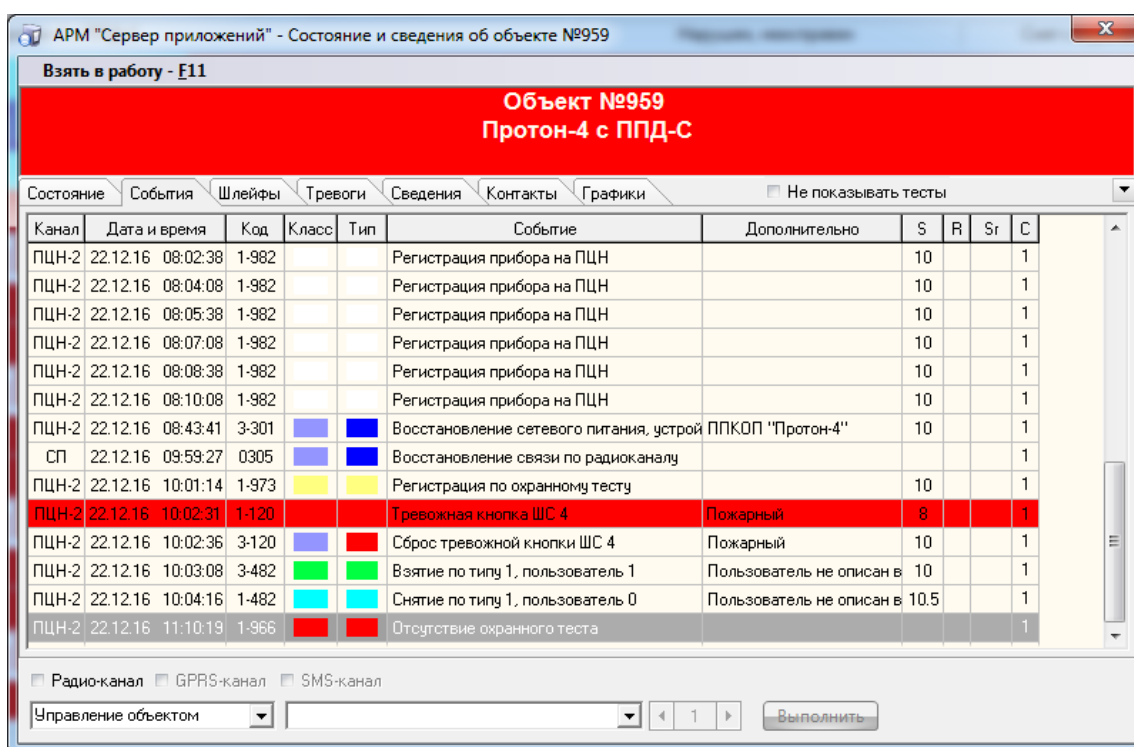 АРМ "Сервер приложений" - Состояние и сведения об объекте №959
Взять в работу - F11
Объект №959
Протон-4 с ППД-С
Состояние События Шлейфы Тревоги Сведения Контакты Графики Не показывать тесты
Канал Дата и время Код Класс Тип Событие Дополнительно S R Sr C
ПЦН-2 22.12.16 08:02:38 1-982 Регистрация прибора на ПЦН 10 1
ПЦН-2 22.12.16 08:04:08 1-982 Регистрация прибора на ПЦН 10 1
ПЦН-2 22.12.16 08:05:38 1-982 Регистрация прибора на ПЦН 10 1
ПЦН-2 22.12.16 08:07:08 1-982 Регистрация прибора на ПЦН 10 1
ПЦН-2 22.12.16 08:08:38 1-982 Регистрация прибора на ПЦН 10 1
ПЦН-2 22.12.16 08:10:08 1-982 Регистрация прибора на ПЦН 10 1
ПЦН-2 22.12.16 08:43:41 3-301 Восстановление сетевого питания, устрой ППКОП "Протон-4" 10 1
СП 22.12.16 09:59:27 0305 Восстановление связи по радиоканалу 1
ПЦН-2 22.12.16 10:01:14 1-973 Регистрация по охранному тесту 10 1
ПЦН-2 22.12.16 10:02:31 1-120 Тревожная кнопка ШС 4 Пожарный 8 1
ПЦН-2 22.12.16 10:02:36 3-120 Сброс тревожной кнопки ШС 4 Пожарный 10 1
ПЦН-2 22.12.16 10:03:08 3-482 Взятие по типу 1, пользователь 1 Пользователь не описан в 10 1
ПЦН-2 22.12.16 10:04:16 1-482 Снятие по типу 1, пользователь 0 Пользователь не описан в 10.5 1
ПЦН-2 22.12.16 11:10:19 1-966 Отсутствие охранного теста 1
Радио-канал GPRS-канал SMS-канал
Управление объектом 1 Выполнить